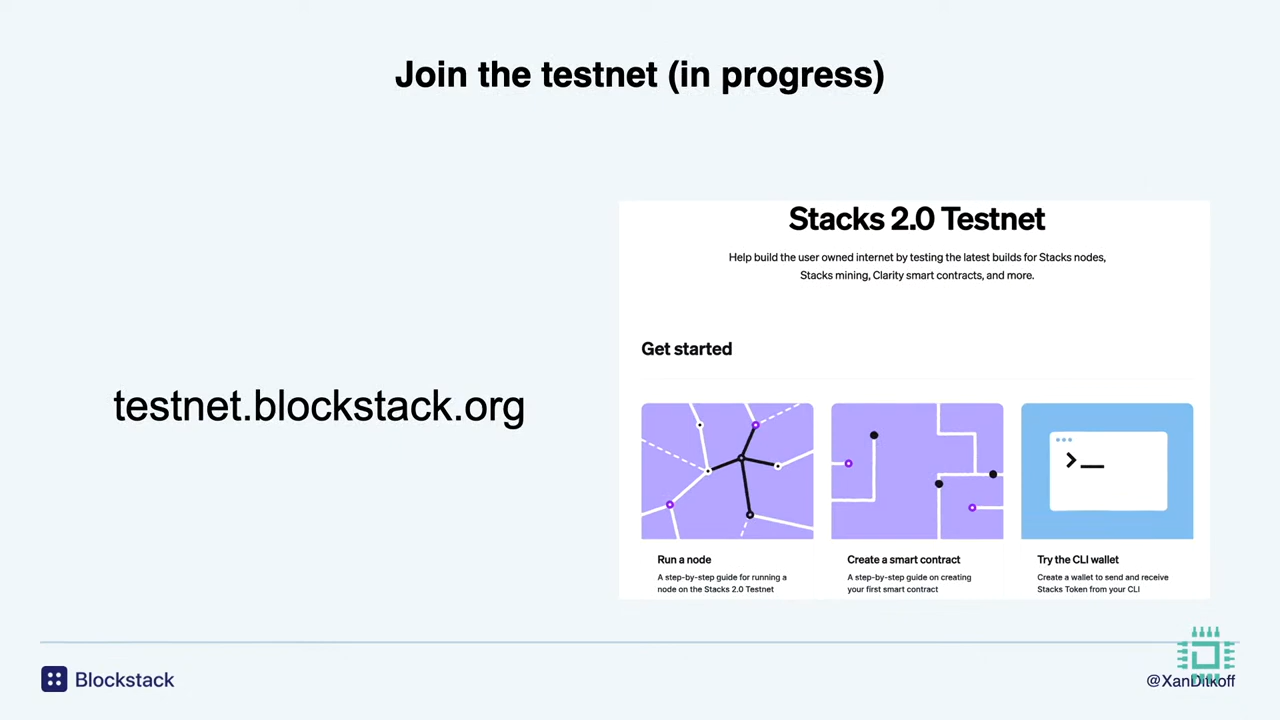 Join the testnet (in progress)
testnet.blockstack.org
Stacks 2.0 Testnet
Help build the user owned internet by testing the latest builds for Stacks nodes,
Stacks mining, Clarity smart contracts, and more.
Get started
Run a node
A step-by-step guide for running a
node on the Stacks 2.0 Testnet
Create a smart contract
A step-by-step guide on creating
your first smart contract
Try the CLI wallet
Create a wallet to send and receive
Stacks Token from your CLI
Blockstack
@XanDitkoff